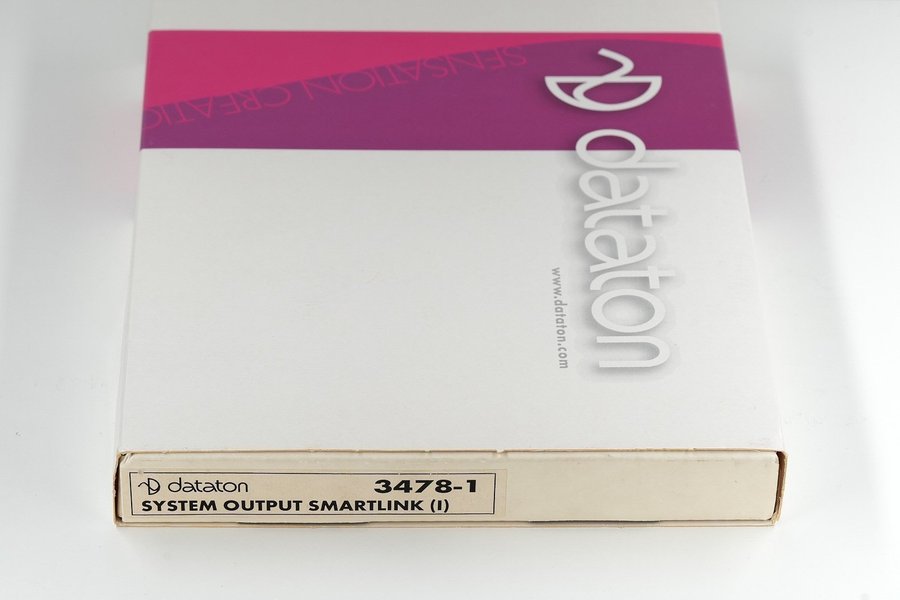 SENSATION CREATIO
dataton
www.dataton.com
dataton 3478-1
SYSTEM OUTPUT SMARTLINK (I)